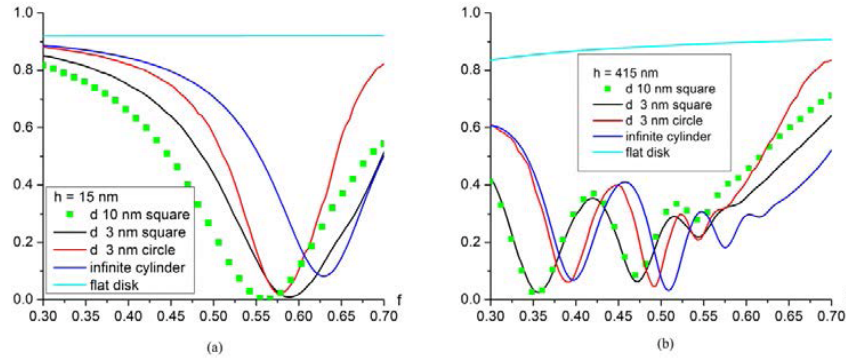 1.0
0.8
0.6
0.4
0.2
0.0
h = 15 nm
d 10 nm square
d 3 nm square
d 3 nm circle
infinite cylinder
flat disk
0.30 0.35 0.40 0.45 0.50 0.55 0.60 0.65 0.70 f
(a)
1.0
0.8
0.6
0.4
0.2
0.0
h = 415 nm
d 10 nm square
d 3 nm square
d 3 nm circle
infinite cylinder
flat disk
0.30 0.35 0.40 0.45 0.50 0.55 0.60 0.65 0.70
(b)